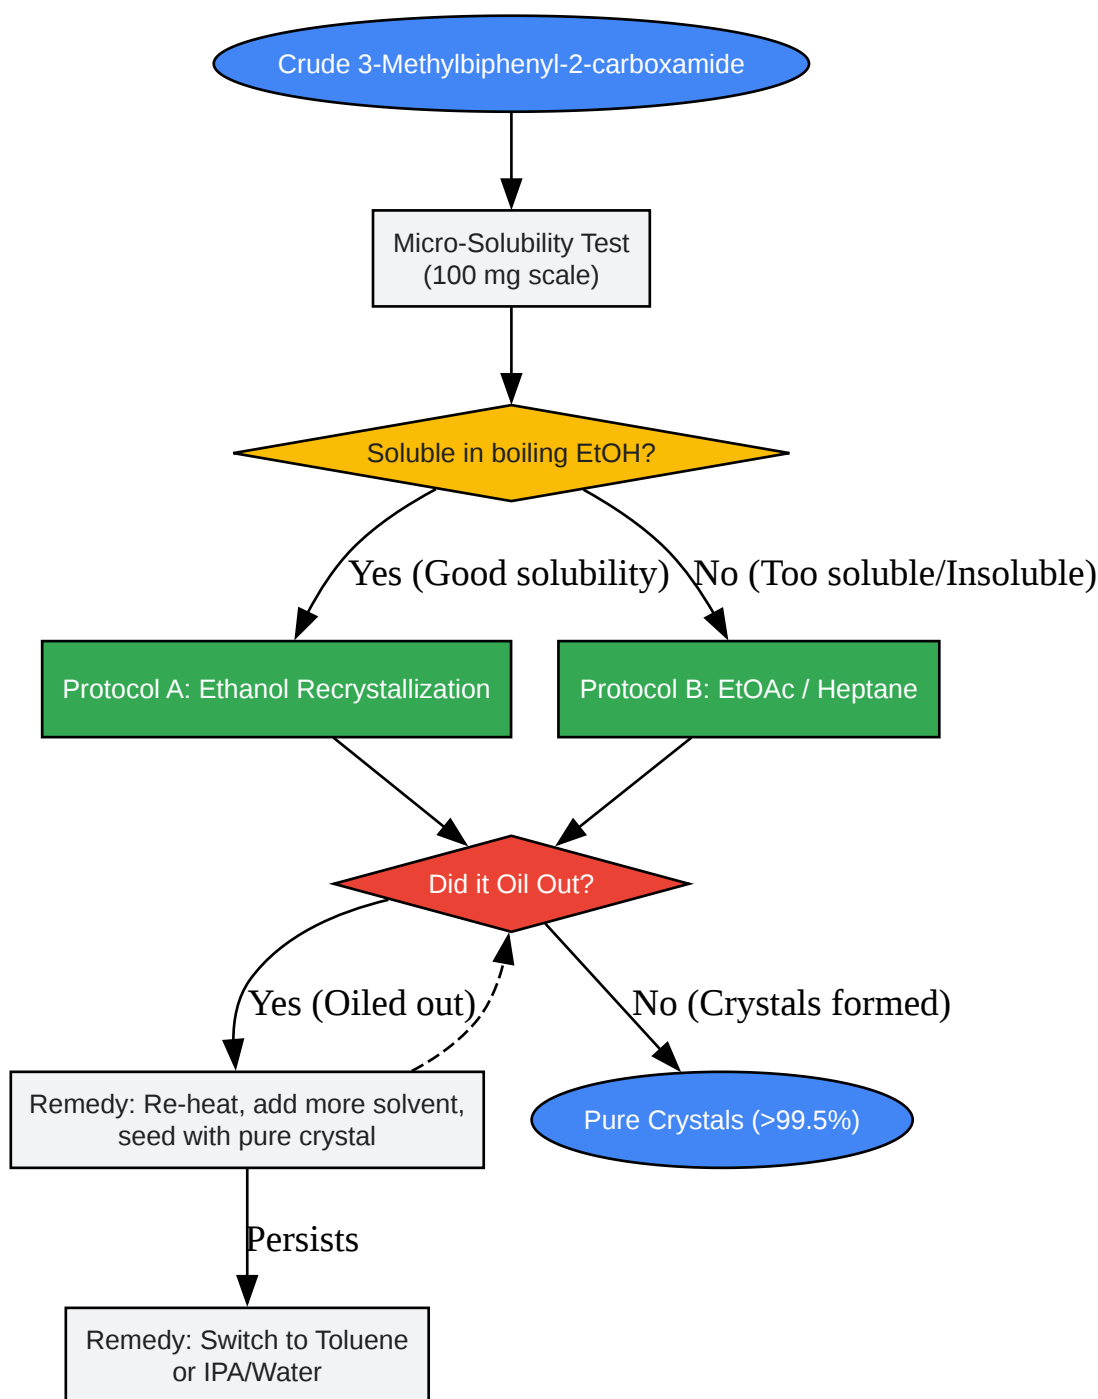 Crude 3-Methylbiphenyl-2-carboxamide
Micro-Solubility Test
(100 mg scale)
Soluble in boiling EtOH?
Yes (Good solubility)
No (Too soluble/Insoluble)
Protocol A: Ethanol Recrystallization
Protocol B: EtOAc / Heptane
Did it Oil Out?
Yes (Oiled out)
No (Crystals formed)
Remedy: Re-heat, add more solvent,
seed with pure crystal
Pure Crystals (>99.5%)
Persists
Remedy: Switch to Toluene
or IPA/Water